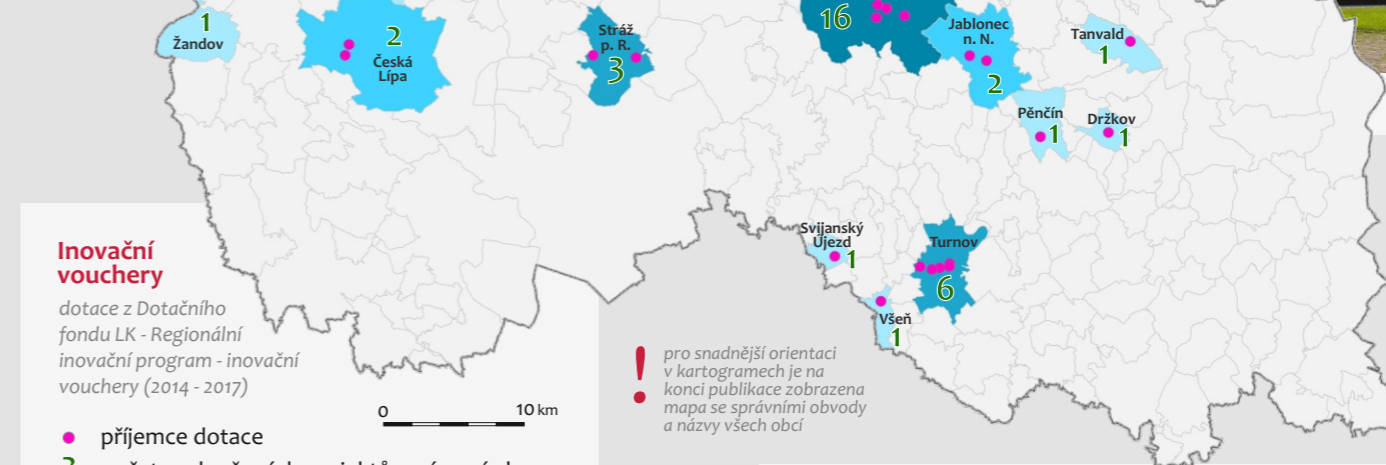 1
Žandov
2
Česká
Lípa
Stráž
p. R.
3
16
Jablonec
n. N.
2
Tanvald
1
Pěnčín
1
Držkov
1
Svijanský
Újezd
1
Turnov
6
Všeň
1
Inovační
vouchery
dotace z Dotačního
fondu LK - Regionální
inovační program - inovační
vouchery (2014 - 2017)
0 10 km
příjemce dotace
! pro snadnější orientaci
v kartogramech je na
konci publikace zobrazena
mapa se správními obvody
a názvy všech obcí